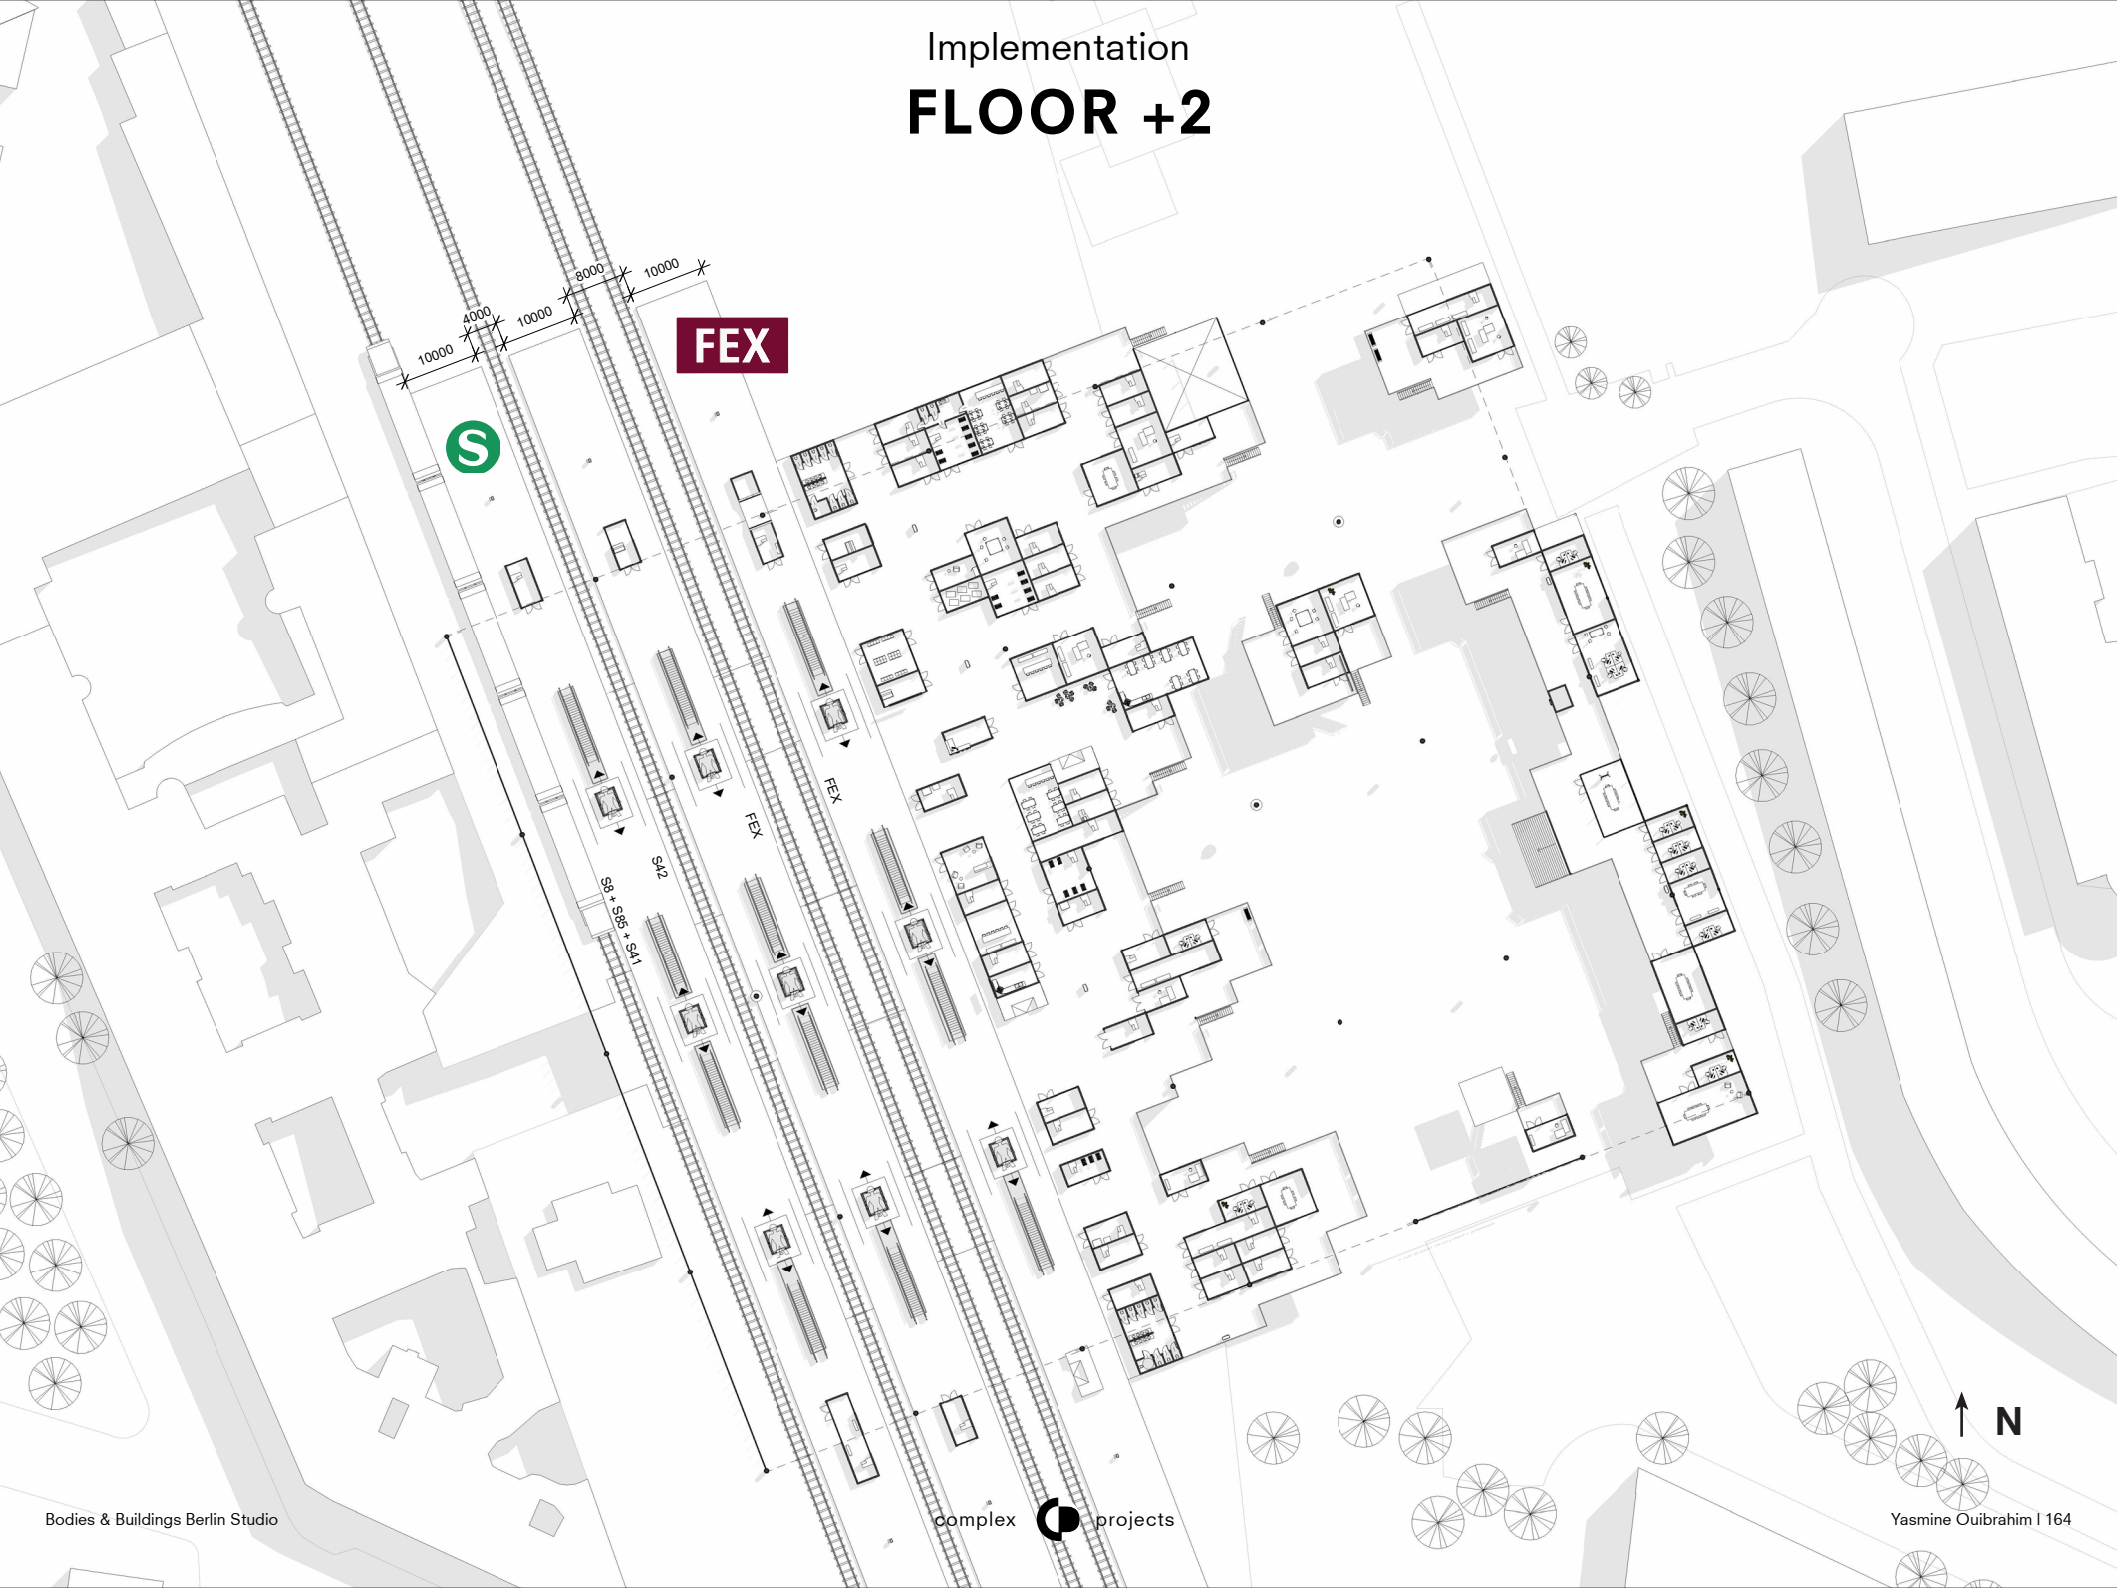 Implementation
FLOOR +2
10000
4000
10000
8000
10000
FEX
S
FEX
FEX
S42
S8 + S85 + S41
N
Bodies & Buildings Berlin Studio
complex projects
Yasmine Ouibrahim | 164